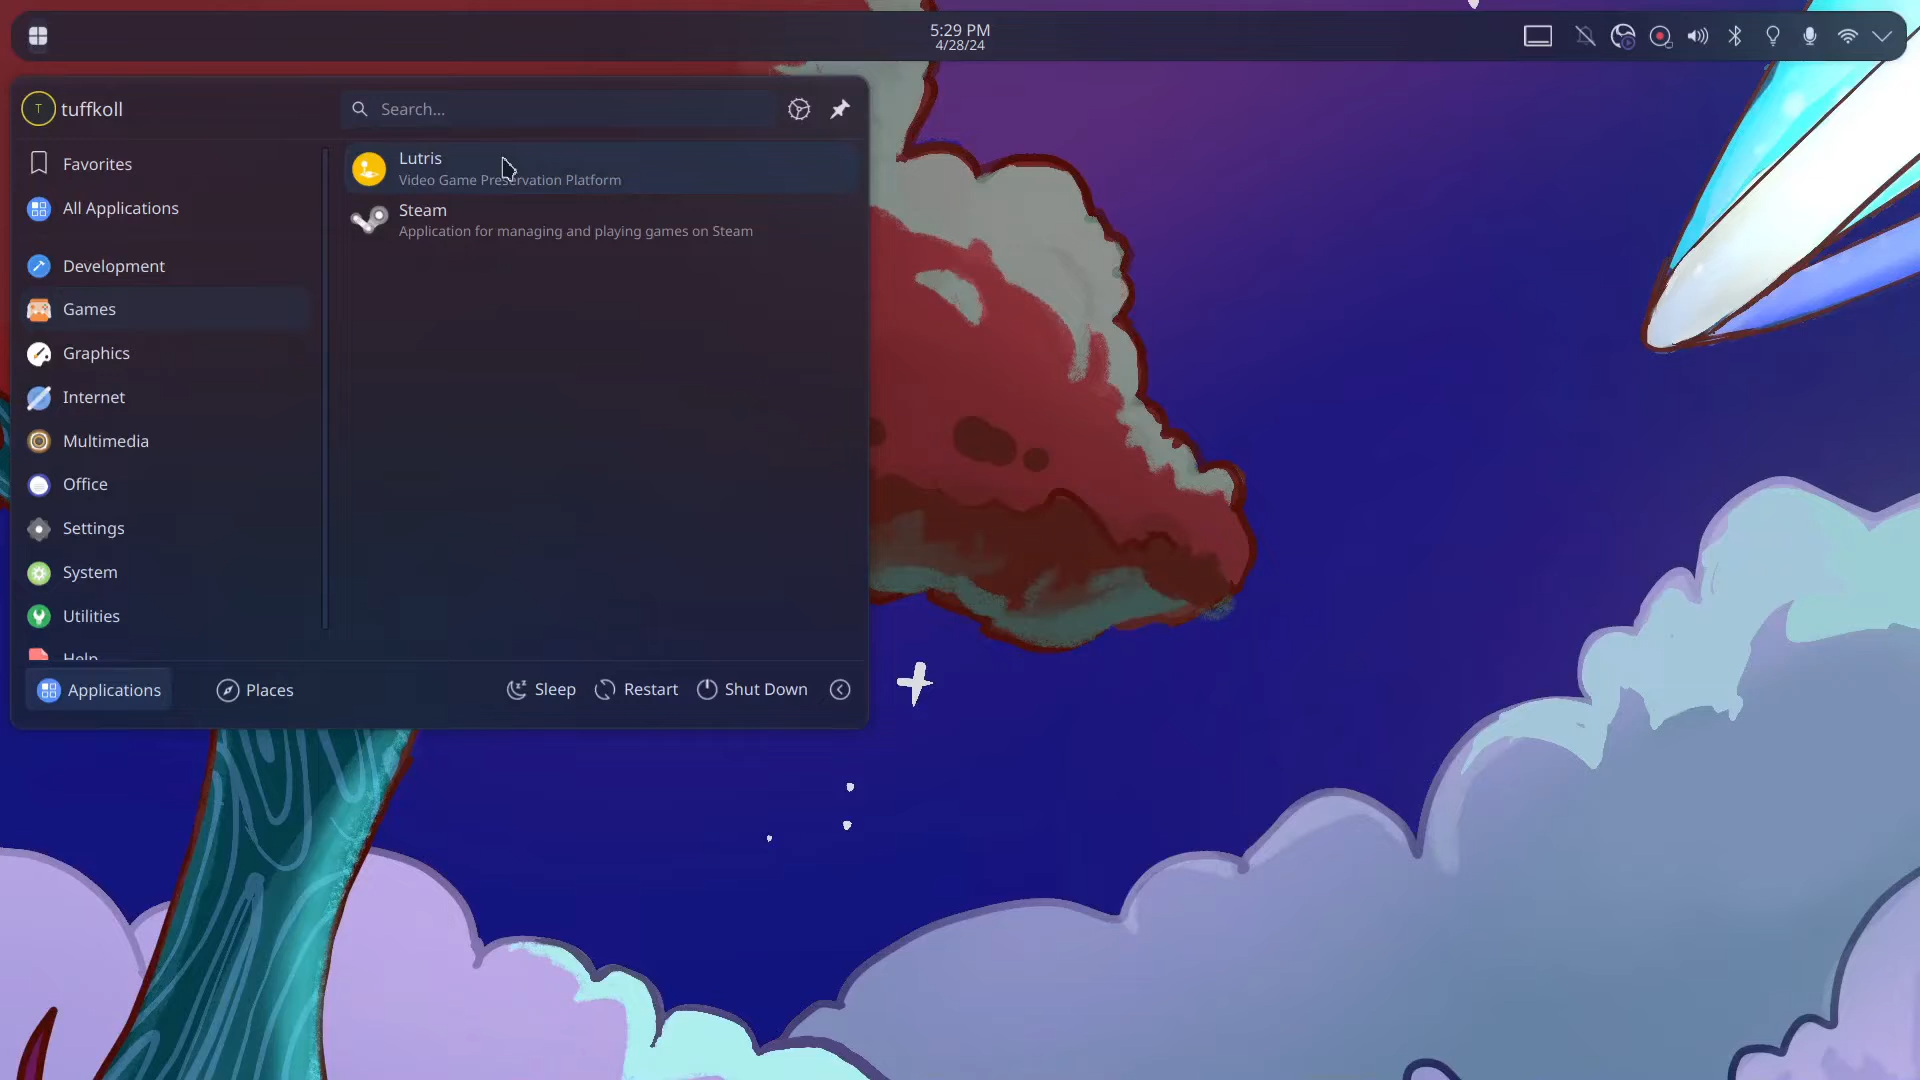 5:29 PM
4/28/24
T
tuffkoll
Search...
Favorites
All Applications
Development
Games
Graphics
Internet
Multimedia
Office
Settings
System
Utilities
Help
Lutris
Video Game Preservation Platform
Steam
Application for managing and playing games on Steam
Applications
Places
Sleep
Restart
Shut Down